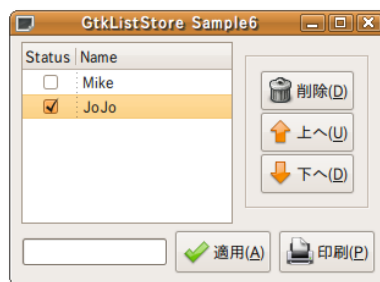 GtkListStore Sample6
Status Name
Mike
JoJo
削除(D)
上へ(U)
下へ(D)
適用(A) 印刷(P)